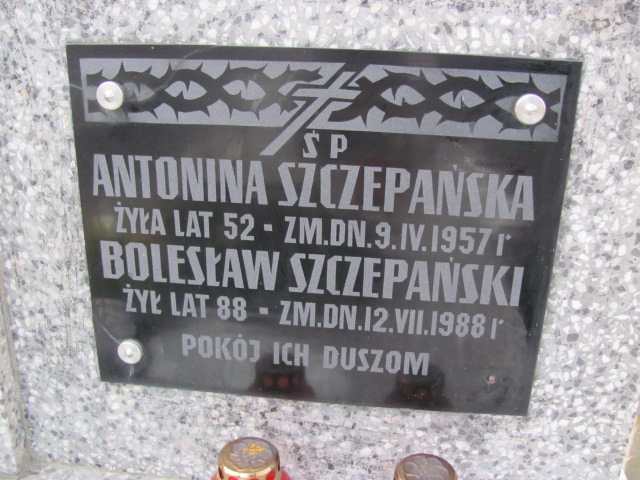 Ś P
ANTONINA SZCZEPAŃSKA
ŻYŁA LAT 52 - ZM.DN.9.IV.1957 r
BOLESŁAW SZCZEPAŃSKI
ŻYŁ LAT 88 - ZM.DN.12.VII.1988 r
POKÓJ ICH DUSZOM